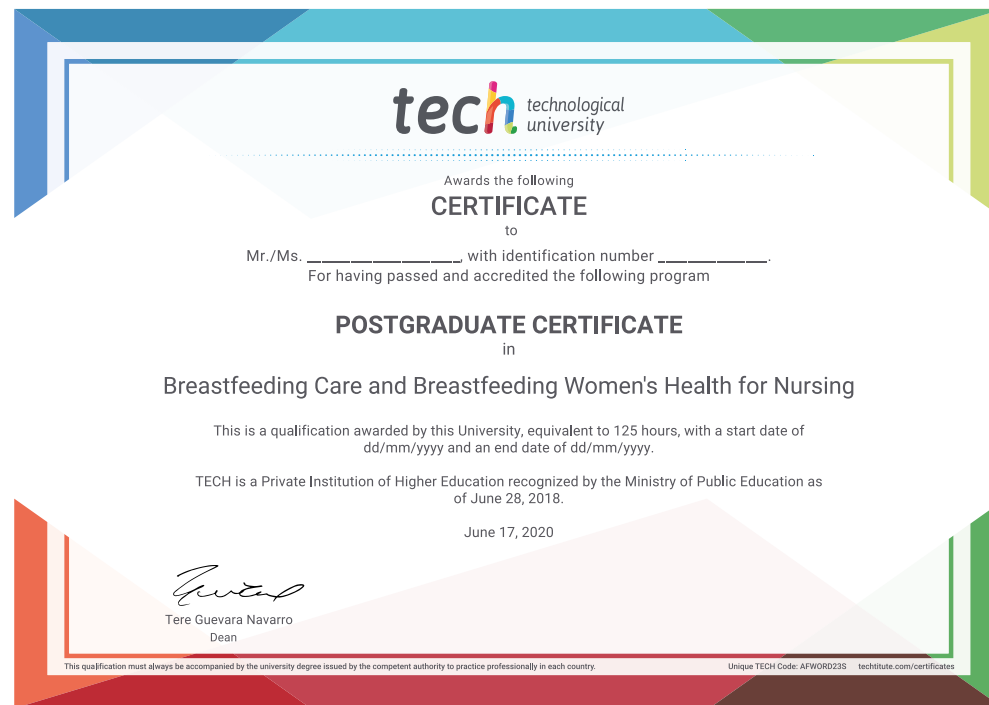 tech technological
university
Awards the following
CERTIFICATE
to
Mr./Ms. ____________________, with identification number ______________.
For having passed and accredited the following program
POSTGRADUATE CERTIFICATE
in
Breastfeeding Care and Breastfeeding Women's Health for Nursing
This is a qualification awarded by this University, equivalent to 125 hours, with a start date of
dd/mm/yyyy and an end date of dd/mm/yyyy.
TECH is a Private Institution of Higher Education recognized by the Ministry of Public Education as
of June 28, 2018.
June 17, 2020
Tere Guevara Navarro
Dean
This qualification must always be accompanied by the university degree issued by the competent authority to practice professionally in each country. Unique TECH Code: AFWORD23S techtitute.com/certificates